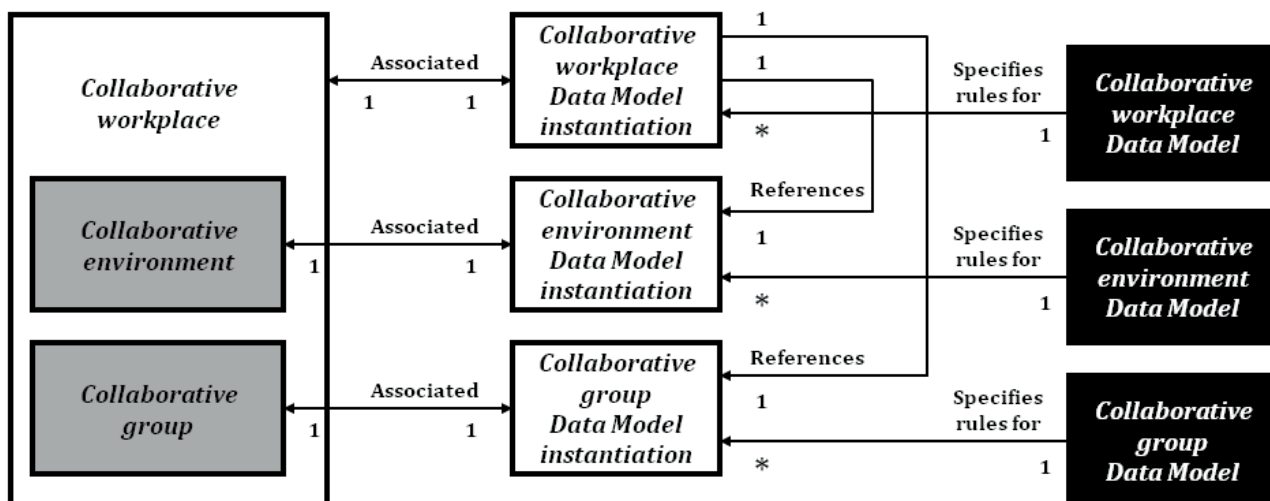 Collaborative
workplace
Associated
1
1
Collaborative
workplace
Data Model
instantiation
1
1
*
Specifies
rules for
1
Collaborative
workplace
Data Model
Collaborative
environment
Associated
1
1
Collaborative
environment
Data Model
instantiation
References
1
*
Specifies
rules for
1
Collaborative
environment
Data Model
Collaborative
group
Associated
1
1
Collaborative
group
Data Model
instantiation
References
1
*
Specifies
rules for
1
Collaborative
group
Data Model